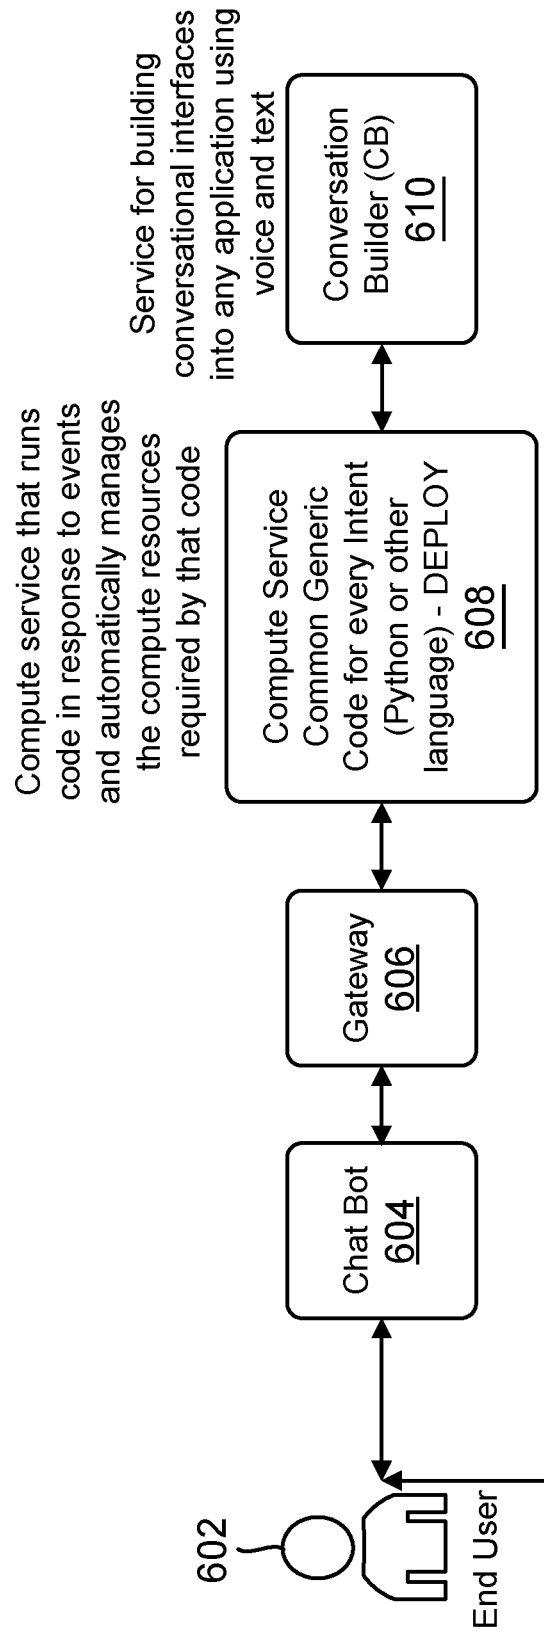 602
End User
Chat Bot
604
Gateway
606
Compute service that runs
code in response to events
and automatically manages
the compute resources
required by that code
Compute Service
Common Generic
Code for every Intent
(Python or other
language) - DEPLOY
608
Service for building
conversational interfaces
into any application using
voice and text
Conversation
Builder (CB)
610